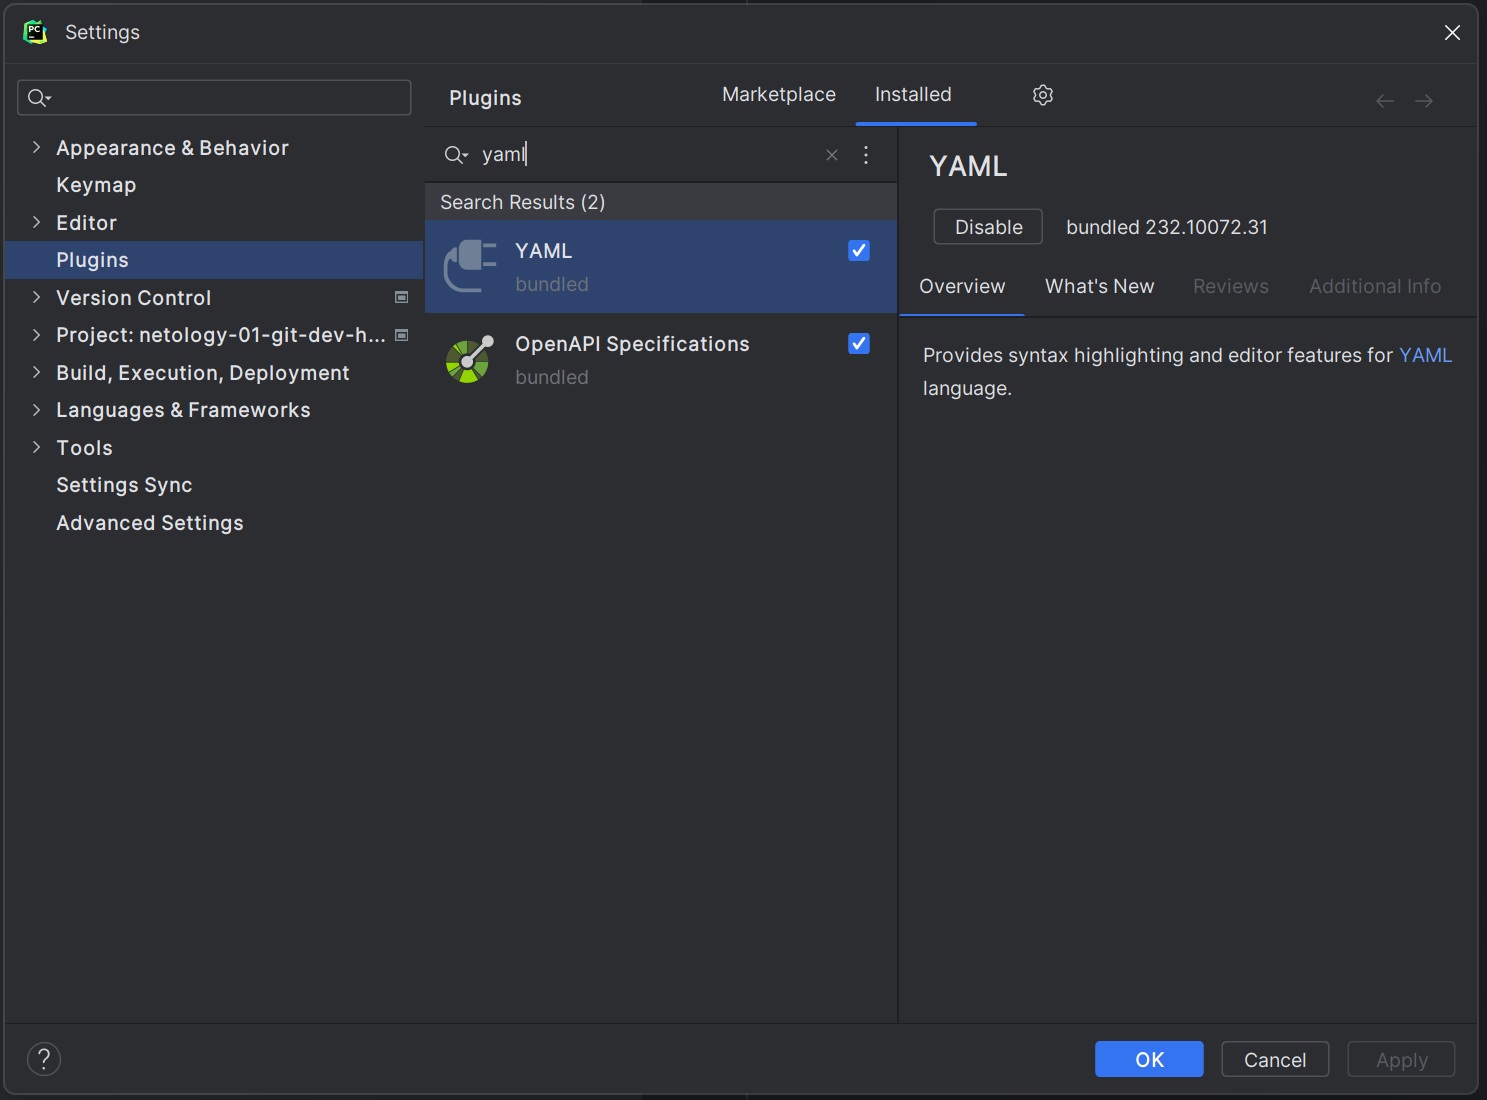 PC
Settings
Appearance & Behavior
Keymap
Editor
Plugins
Version Control
Project: netology-01-git-dev-h...
Build, Execution, Deployment
Languages & Frameworks
Tools
Settings Sync
Advanced Settings
Plugins
Marketplace
Installed
yaml
Search Results (2)
YAML
bundled
OpenAPI Specifications
bundled
YAML
Disable
bundled 232.10072.31
Overview
What's New
Reviews
Additional Info
Provides syntax highlighting and editor features for YAML
language.
?
OK
Cancel
Apply